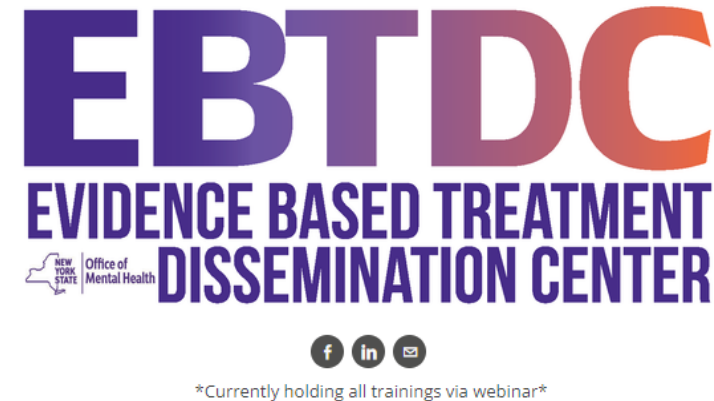 EBTDC
EVIDENCE BASED TREATMENT
NEW YORK STATE
Office of
Mental Health
DISSEMINATION CENTER
f in
*Currently holding all trainings via webinar*